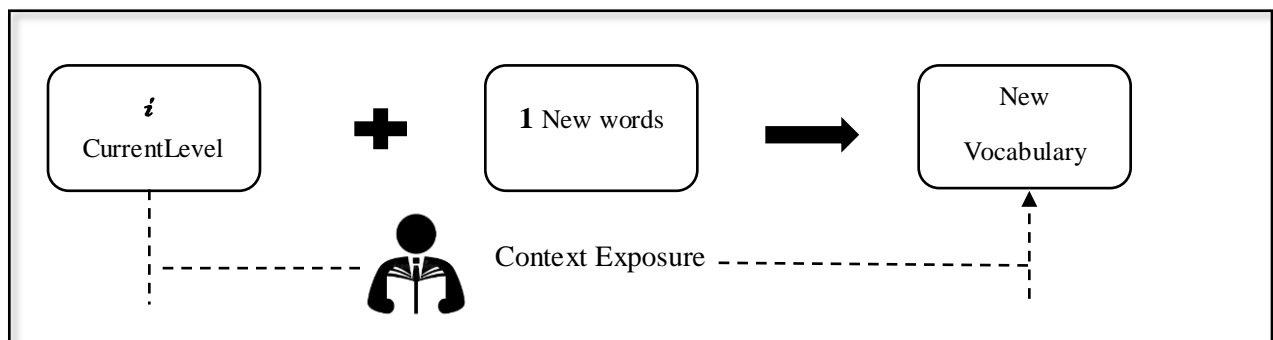 i
CurrentLevel
1 New words
New
Vocabulary
Context Exposure